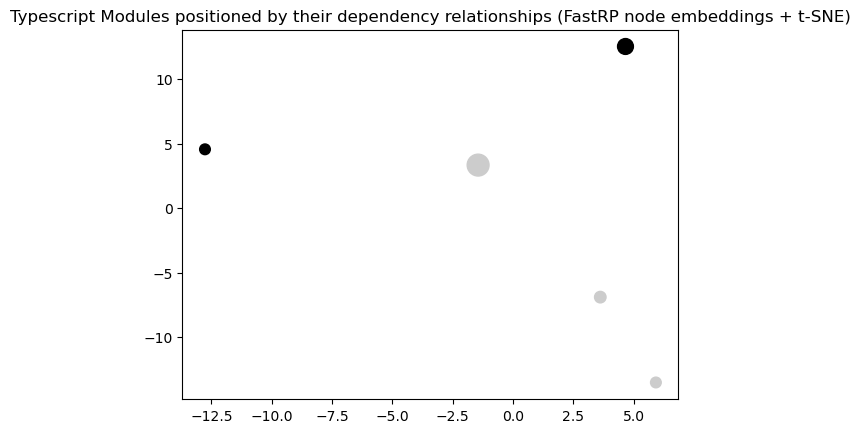 Typescript Modules positioned by their dependency relationships (FastRP node embeddings + t-SNE)
10
5
0
−5
−10
−12.5 −10.0 −7.5 −5.0 −2.5 0.0 2.5 5.0